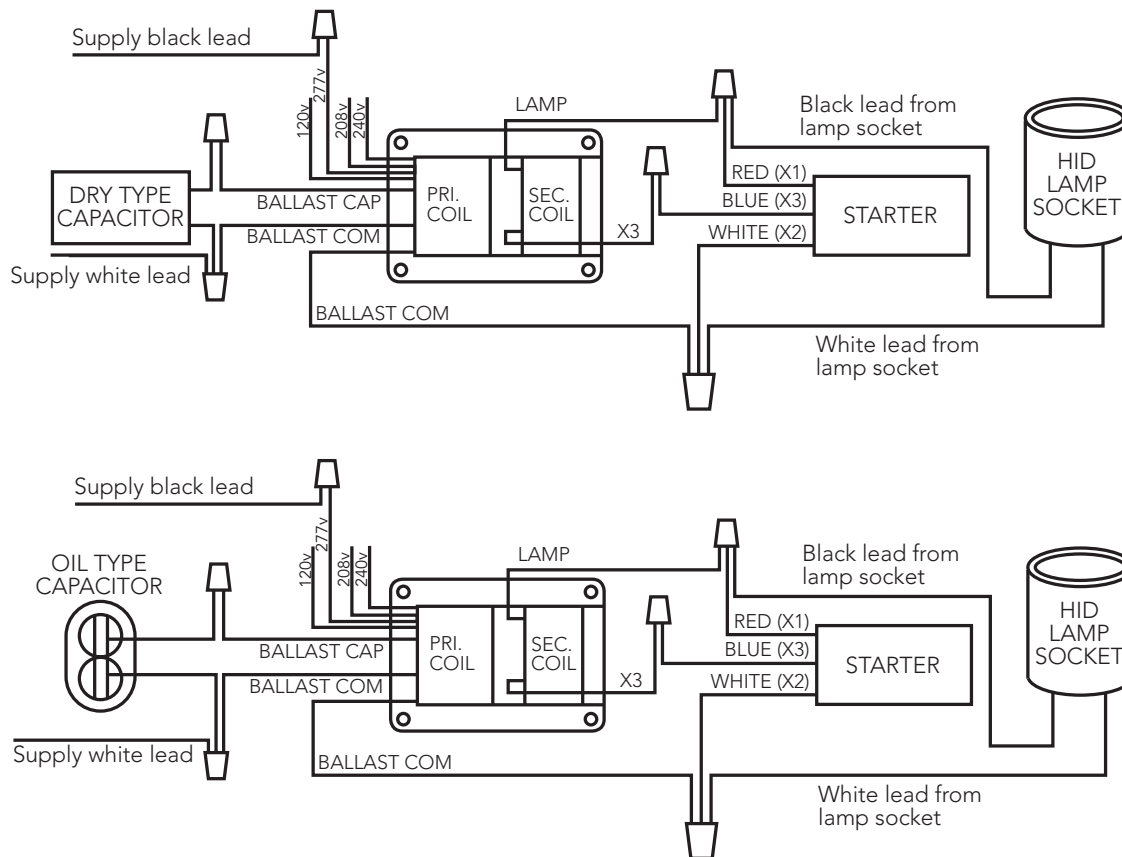 Supply black lead
120v
277v
208v
240v
LAMP
Black lead from
lamp socket
HID
LAMP
SOCKET
DRY TYPE
CAPACITOR
BALLAST CAP
PRI.
COIL
SEC.
COIL
RED (X1)
BLUE (X3)
WHITE (X2)
STARTER
BALLAST COM
X3
Supply white lead
BALLAST COM
White lead from
lamp socket
Supply black lead
120v
277v
208v
240v
LAMP
Black lead from
lamp socket
HID
LAMP
SOCKET
OIL TYPE
CAPACITOR
BALLAST CAP
PRI.
COIL
SEC.
COIL
RED (X1)
BLUE (X3)
WHITE (X2)
STARTER
BALLAST COM
X3
Supply white lead
BALLAST COM
White lead from
lamp socket